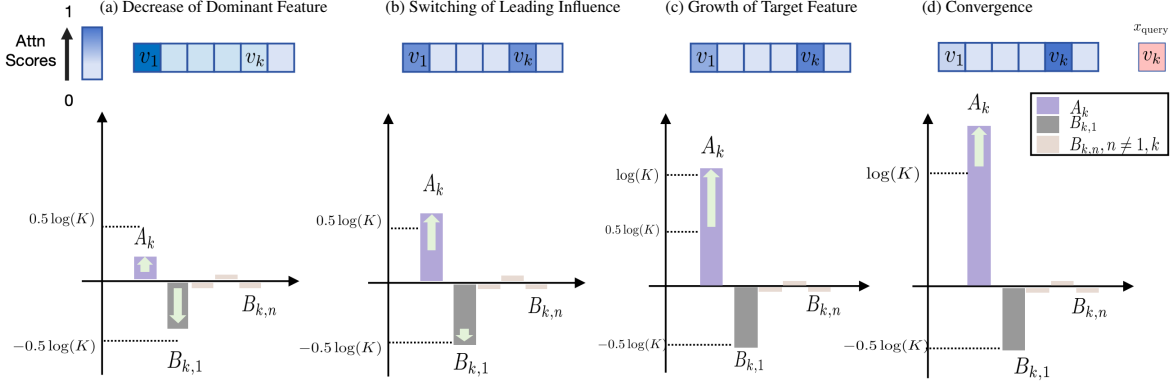 (a) Decrease of Dominant Feature
(b) Switching of Leading Influence
(c) Growth of Target Feature
(d) Convergence
1
Attn
Scores
0
v₁ vₖ
v₁ vₖ
v₁ vₖ
v₁ vₖ
x_query
vₖ
Aₖ
Bₖ,₁
Bₖ,ₙ, n ≠ 1, k
0.5 log(K)
Aₖ
Bₖ,ₙ
−0.5 log(K)
Bₖ,₁
Aₖ
0.5 log(K)
Bₖ,ₙ
−0.5 log(K)
Bₖ,₁
Aₖ
log(K)
0.5 log(K)
Bₖ,ₙ
−0.5 log(K)
Bₖ,₁
Aₖ
log(K)
Bₖ,ₙ
−0.5 log(K)
Bₖ,₁